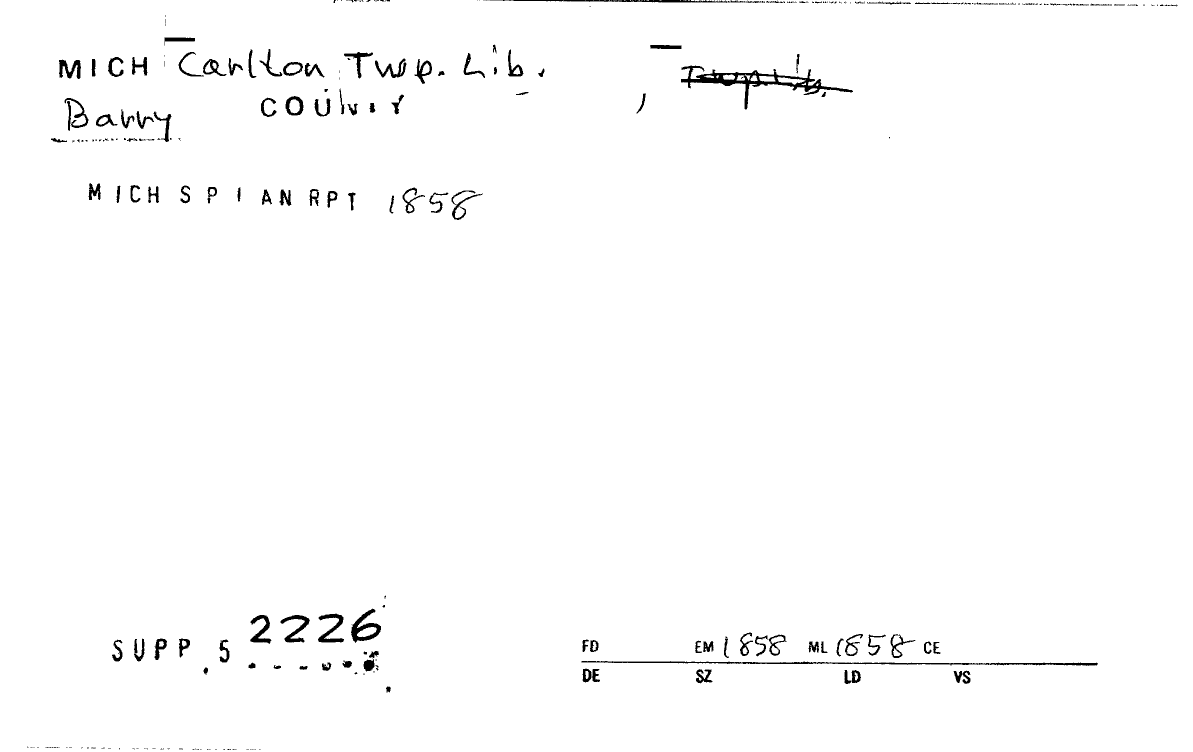 MICH Carlton Twp. Lib. , Twp. Lib.
Barry COUNTY
MICH S P I AN RPT 1858
SUPP. 5 2226
FD EM 1858 ML 1858 CE
DE SZ LD VS